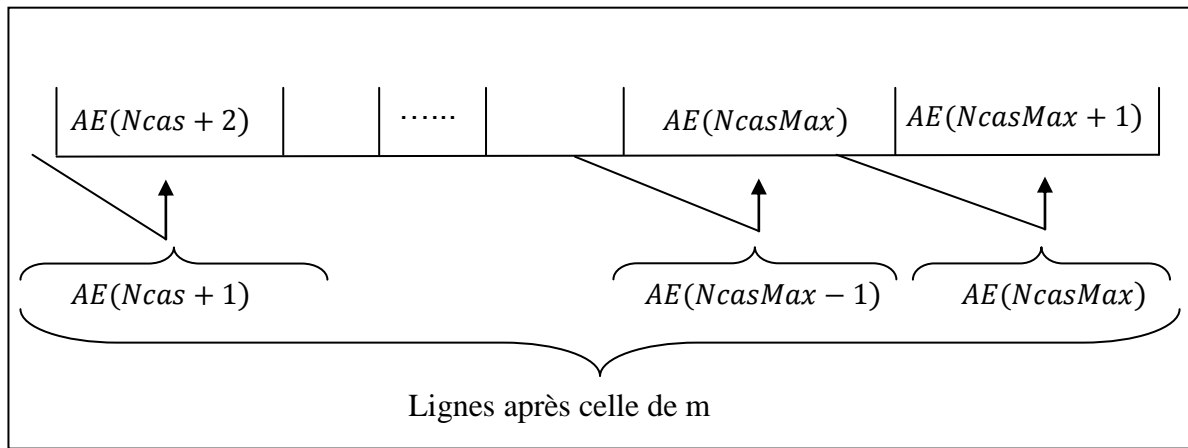 AE(Ncas + 2) ...... AE(NcasMax) AE(NcasMax + 1)
AE(Ncas + 1) AE(NcasMax − 1) AE(NcasMax)
Lignes après celle de m